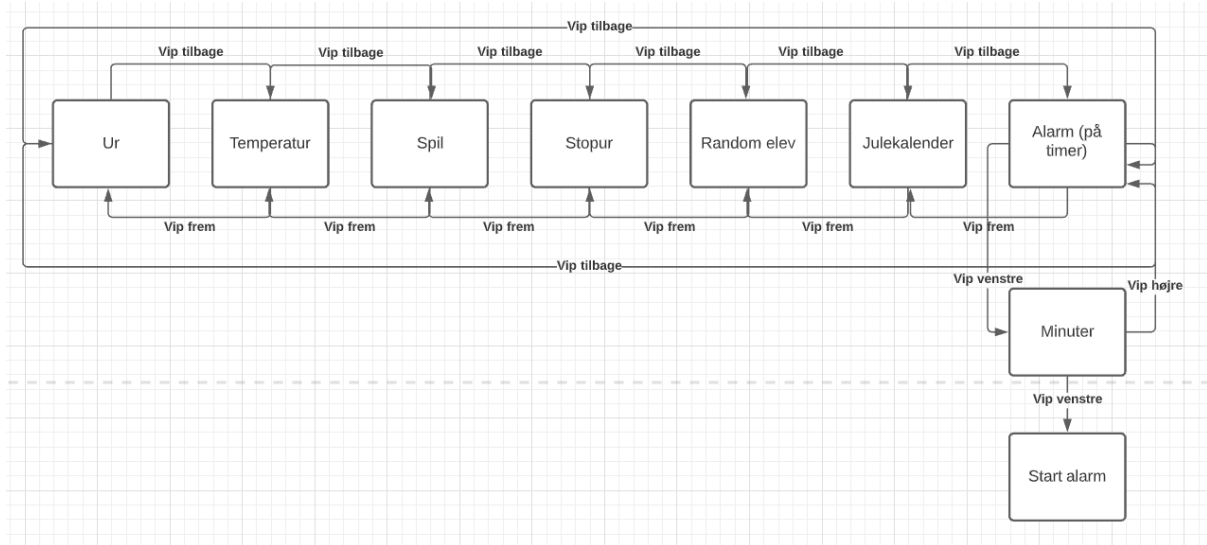 Vip tilbage
Vip tilbage
Vip tilbage
Vip tilbage
Vip tilbage
Vip tilbage
Vip tilbage
Ur
Temperatur
Spil
Stopur
Random elev
Julekalender
Alarm (på
timer)
Vip frem
Vip frem
Vip frem
Vip frem
Vip frem
Vip frem
Vip tilbage
Vip venstre
Vip højre
Minuter
Vip venstre
Start alarm